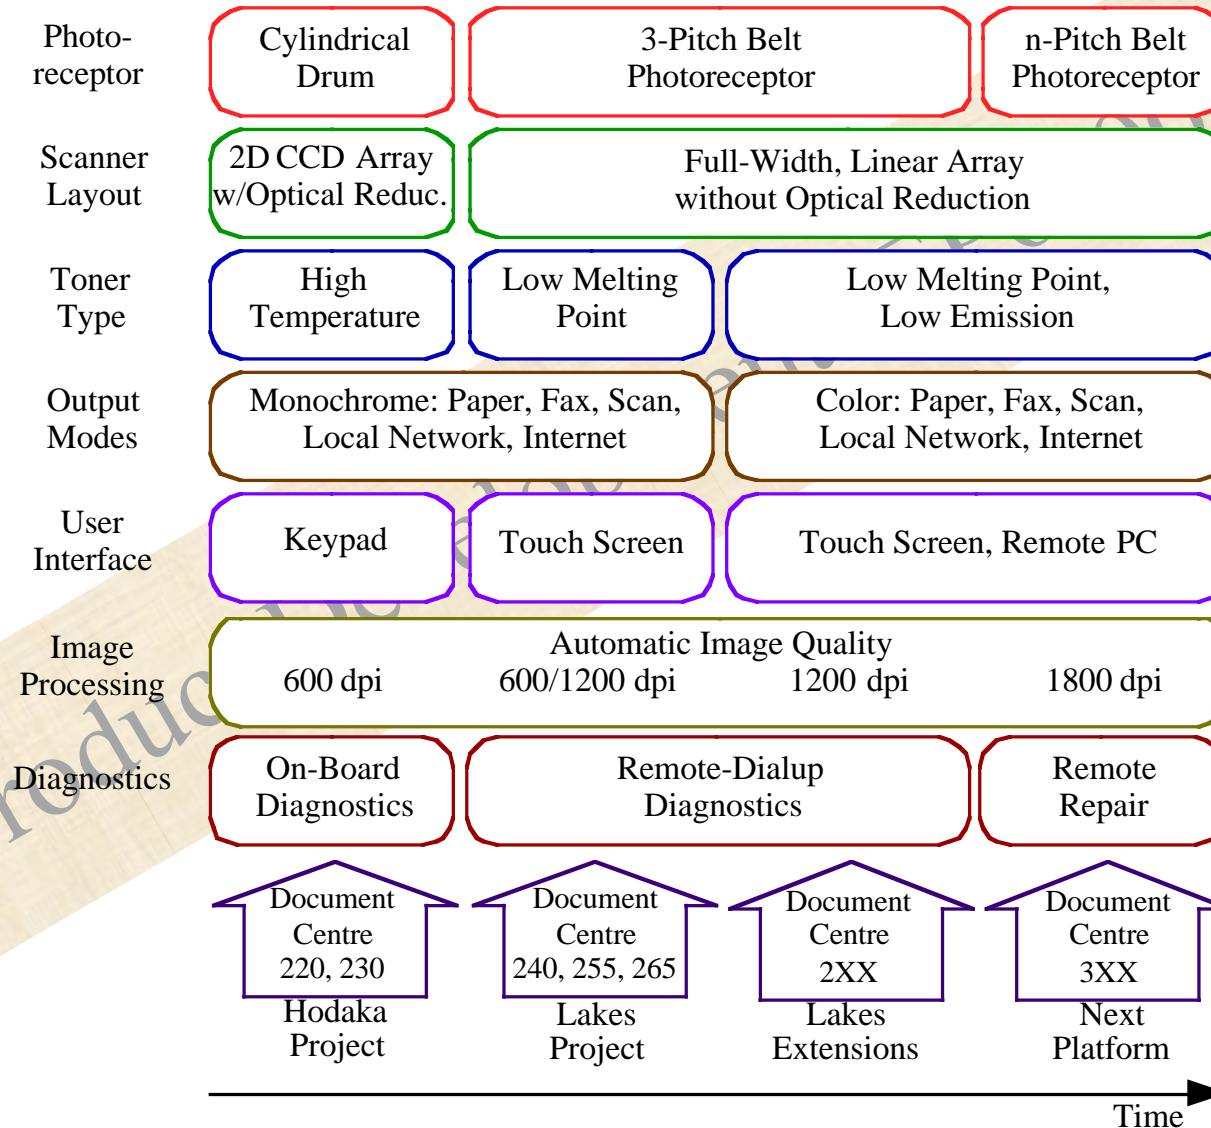 Photo-
receptor
Cylindrical
Drum
3-Pitch Belt
Photoreceptor
n-Pitch Belt
Photoreceptor
Scanner
Layout
2D CCD Array
w/Optical Reduc.
Full-Width, Linear Array
without Optical Reduction
Toner
Type
High
Temperature
Low Melting
Point
Low Melting Point,
Low Emission
Output
Modes
Monochrome: Paper, Fax, Scan,
Local Network, Internet
Color: Paper, Fax, Scan,
Local Network, Internet
User
Interface
Keypad
Touch Screen
Touch Screen, Remote PC
Image
Processing
Automatic Image Quality
600 dpi
600/1200 dpi
1200 dpi
1800 dpi
Diagnostics
On-Board
Diagnostics
Remote-Dialup
Diagnostics
Remote
Repair
Document
Centre
220, 230
Document
Centre
240, 255, 265
Document
Centre
2XX
Document
Centre
3XX
Hodaka
Project
Lakes
Project
Lakes
Extensions
Next
Platform
Time